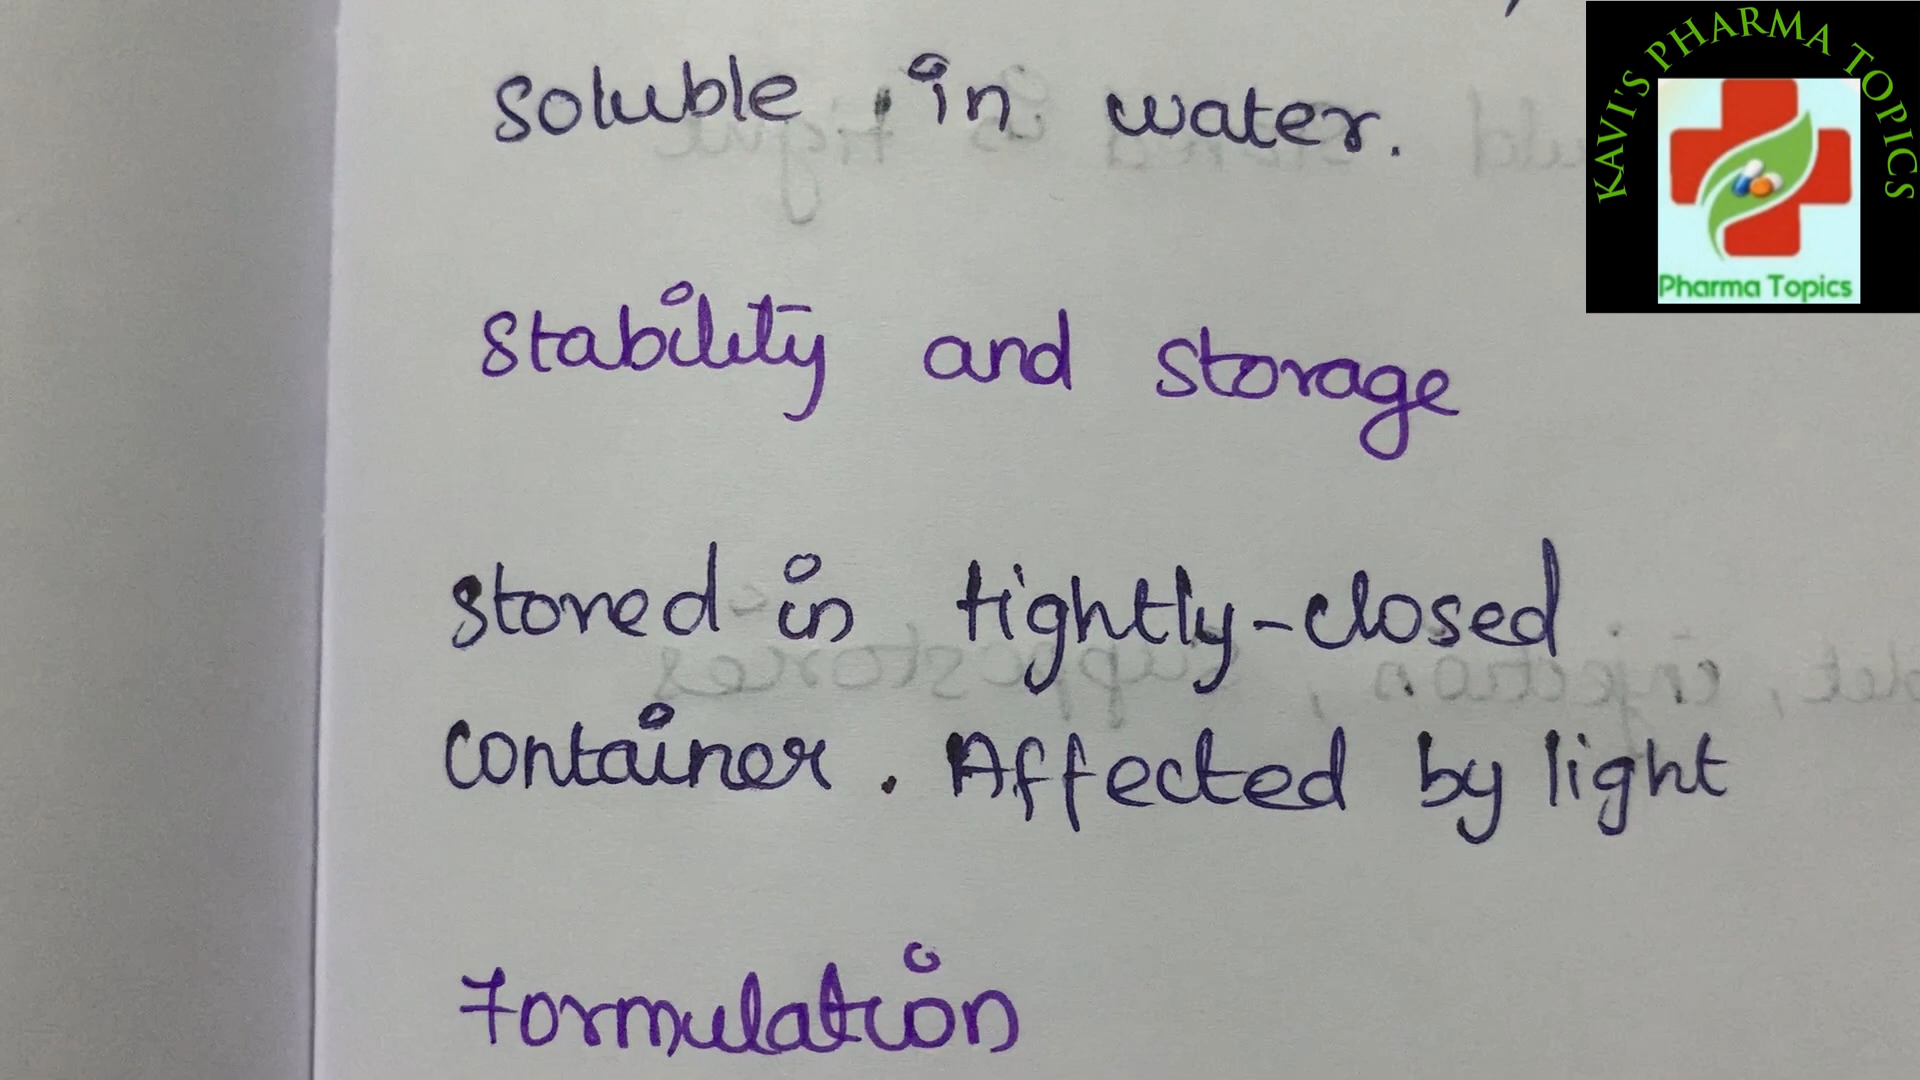 soluble in water.
KAVI'S PHARMA TOPICS
Pharma Topics
Stability and storage
stored in tightly-closed
container. Affected by light
Formulation